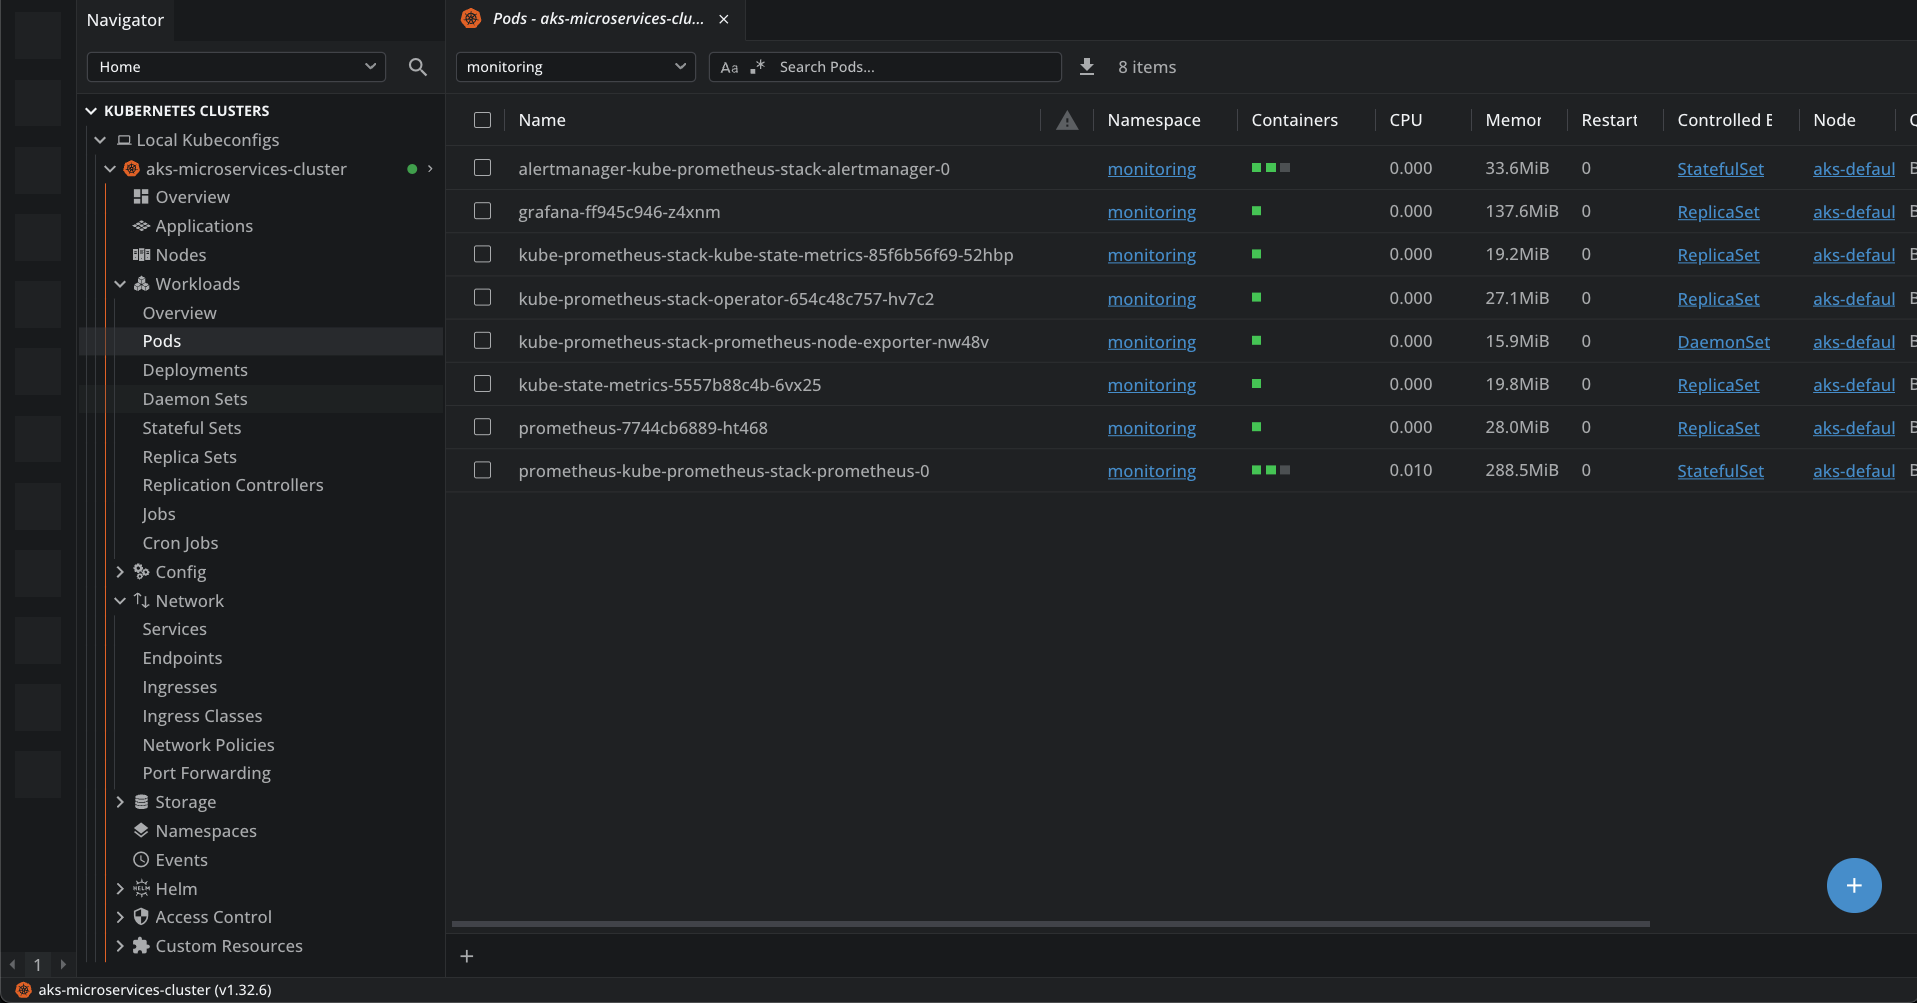 Navigator
Pods - aks-microservices-clu...
Home
monitoring
Aa .* Search Pods...
8 items
KUBERNETES CLUSTERS
Local Kubeconfigs
aks-microservices-cluster
Overview
Applications
Nodes
Workloads
Overview
Pods
Deployments
Daemon Sets
Stateful Sets
Replica Sets
Replication Controllers
Jobs
Cron Jobs
Config
Network
Services
Endpoints
Ingresses
Ingress Classes
Network Policies
Port Forwarding
Storage
Namespaces
Events
HELM Helm
Access Control
Custom Resources
Name Namespace Containers CPU Memor Restart Controlled Node
alertmanager-kube-prometheus-stack-alertmanager-0 monitoring 0.000 33.6MiB 0 StatefulSet aks-defaul
grafana-ff945c946-z4xnm monitoring 0.000 137.6MiB 0 ReplicaSet aks-defaul
kube-prometheus-stack-kube-state-metrics-85f6b56f69-52hbp monitoring 0.000 19.2MiB 0 ReplicaSet aks-defaul
kube-prometheus-stack-operator-654c48c757-hv7c2 monitoring 0.000 27.1MiB 0 ReplicaSet aks-defaul
kube-prometheus-stack-prometheus-node-exporter-nw48v monitoring 0.000 15.9MiB 0 DaemonSet aks-defaul
kube-state-metrics-5557b88c4b-6vx25 monitoring 0.000 19.8MiB 0 ReplicaSet aks-defaul
prometheus-7744cb6889-ht468 monitoring 0.000 28.0MiB 0 ReplicaSet aks-defaul
prometheus-kube-prometheus-stack-prometheus-0 monitoring 0.010 288.5MiB 0 StatefulSet aks-defaul
1
aks-microservices-cluster (v1.32.6)